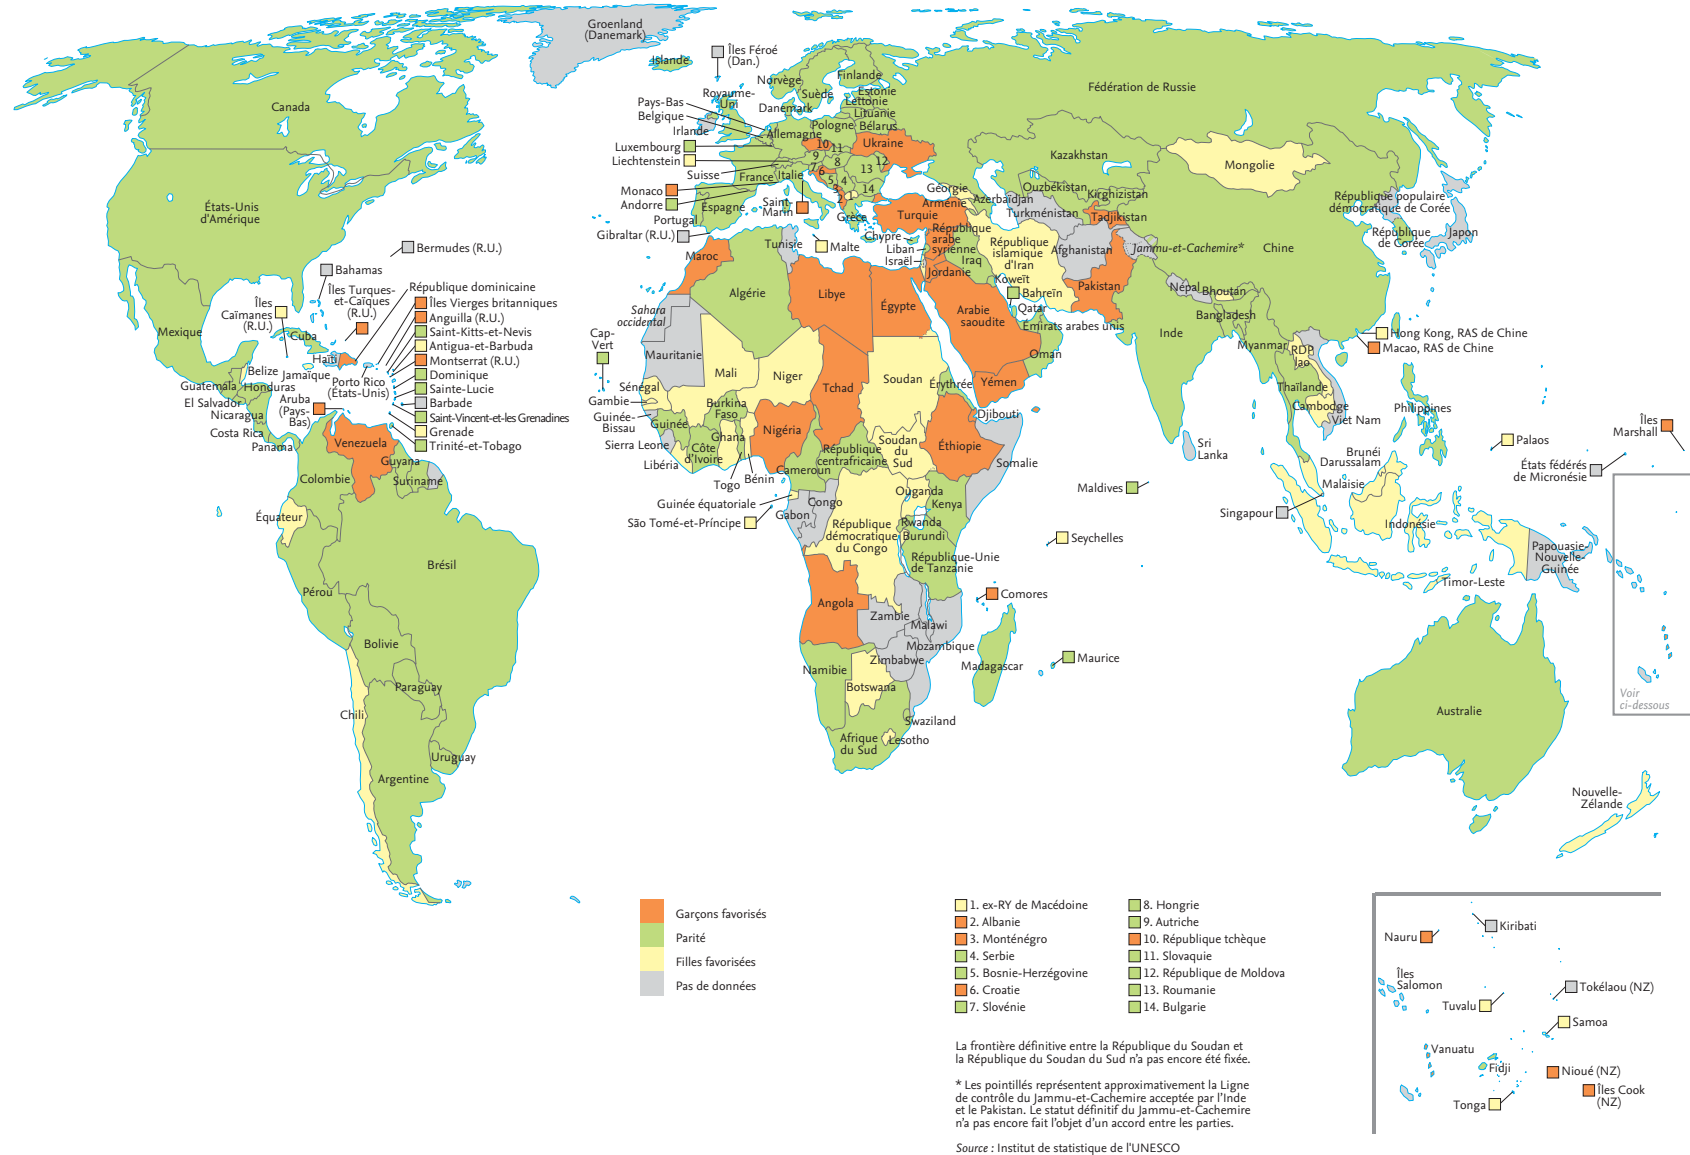 Groenland
(Danemark)
Îles Féroé
(Dan.)
Islande
Norvège
Finlande
Suède
Estonie
Lettonie
Lituanie
Danemark
Royaume-
Uni
Pays-Bas
Belgique
Irlande
Pologne
Bélarus
Allemagne
Ukraine
Luxembourg
Liechtenstein
Suisse
France
Italie
Monaco
Andorre
Espagne
Saint-
Marin
Portugal
Gibraltar (R.U.)
Grèce
Malte
Tunisie
10
11
9
8
12
7
6
13
5
4
14
3
2
1
Fédération de Russie
Kazakhstan
Mongolie
Ouzbékistan
Kirghizistan
Géorgie
Azerbaïdjan
Arménie
Turkménistan
Tadjikistan
Turquie
République
arabe
syrienne
Chypre
Liban
Israël
Iraq
Jordanie
République
islamique
d'Iran
Afghanistan
Jammu-et-Cachemire*
Chine
République populaire
démocratique de Corée
République
de Corée
Japon
Koweït
Bahreïn
Qatar
Émirats arabes unis
Pakistan
Népal
Bhoutan
Bangladesh
Inde
Myanmar
RDP
lao
Thaïlande
Cambodge
Viet Nam
Hong Kong, RAS de Chine
Macao, RAS de Chine
Philippines
Arabie
saoudite
Oman
Yémen
Canada
États-Unis
d'Amérique
Bermudes (R.U.)
Bahamas
Îles Turques-
et-Caïques
(R.U.)
République dominicaine
Îles
Caïmanes
(R.U.)
Îles Vierges britanniques
Anguilla (R.U.)
Saint-Kitts-et-Nevis
Antigua-et-Barbuda
Montserrat (R.U.)
Dominique
Sainte-Lucie
Barbade
Saint-Vincent-et-les Grenadines
Grenade
Trinité-et-Tobago
Mexique
Cuba
Haïti
Belize
Jamaïque
Porto Rico
(États-Unis)
Guatemala
Honduras
El Salvador
Nicaragua
Aruba
(Pays-
Bas)
Costa Rica
Panama
Venezuela
Guyana
Colombie
Suriname
Équateur
Brésil
Pérou
Bolivie
Paraguay
Chili
Uruguay
Argentine
Maroc
Algérie
Libye
Égypte
Sahara
occidental
Cap-
Vert
Mauritanie
Mali
Niger
Tchad
Soudan
Érythrée
Djibouti
Sénégal
Gambie
Guinée-
Bissau
Guinée
Sierra Leone
Libéria
Burkina
Faso
Ghana
Côte
d'Ivoire
Togo
Bénin
Nigéria
Cameroun
République
centrafricaine
Soudan
du
Sud
Éthiopie
Somalie
Guinée équatoriale
São Tomé-et-Príncipe
Gabon
Congo
République
démocratique
du Congo
Ouganda
Kenya
Rwanda
Burundi
République-Unie
de Tanzanie
Angola
Zambie
Malawi
Mozambique
Zimbabwe
Namibie
Botswana
Madagascar
Swaziland
Lesotho
Afrique
du Sud
Comores
Maurice
Seychelles
Maldives
Sri
Lanka
Brunéi
Darussalam
Malaisie
Singapour
Indonésie
Timor-Leste
Papouasie-
Nouvelle-
Guinée
Palaos
Îles
Marshall
États fédérés
de Micronésie
Voir
ci-dessous
Australie
Nouvelle-
Zélande
Garçons favorisés
Parité
Filles favorisées
Pas de données
1. ex-RY de Macédoine
2. Albanie
3. Monténégro
4. Serbie
5. Bosnie-Herzégovine
6. Croatie
7. Slovénie
8. Hongrie
9. Autriche
10. République tchèque
11. Slovaquie
12. République de Moldova
13. Roumanie
14. Bulgarie
La frontière définitive entre la République du Soudan et
la République du Soudan du Sud n'a pas encore été fixée.
* Les pointillés représentent approximativement la Ligne
de contrôle du Jammu-et-Cachemire acceptée par l'Inde
et le Pakistan. Le statut définitif du Jammu-et-Cachemire
n'a pas encore fait l'objet d'un accord entre les parties.
Source : Institut de statistique de l'UNESCO
Kiribati
Nauru
Îles
Salomon
Tokélaou (NZ)
Tuvalu
Samoa
Vanuatu
Fidji
Nioué (NZ)
Îles Cook
(NZ)
Tonga